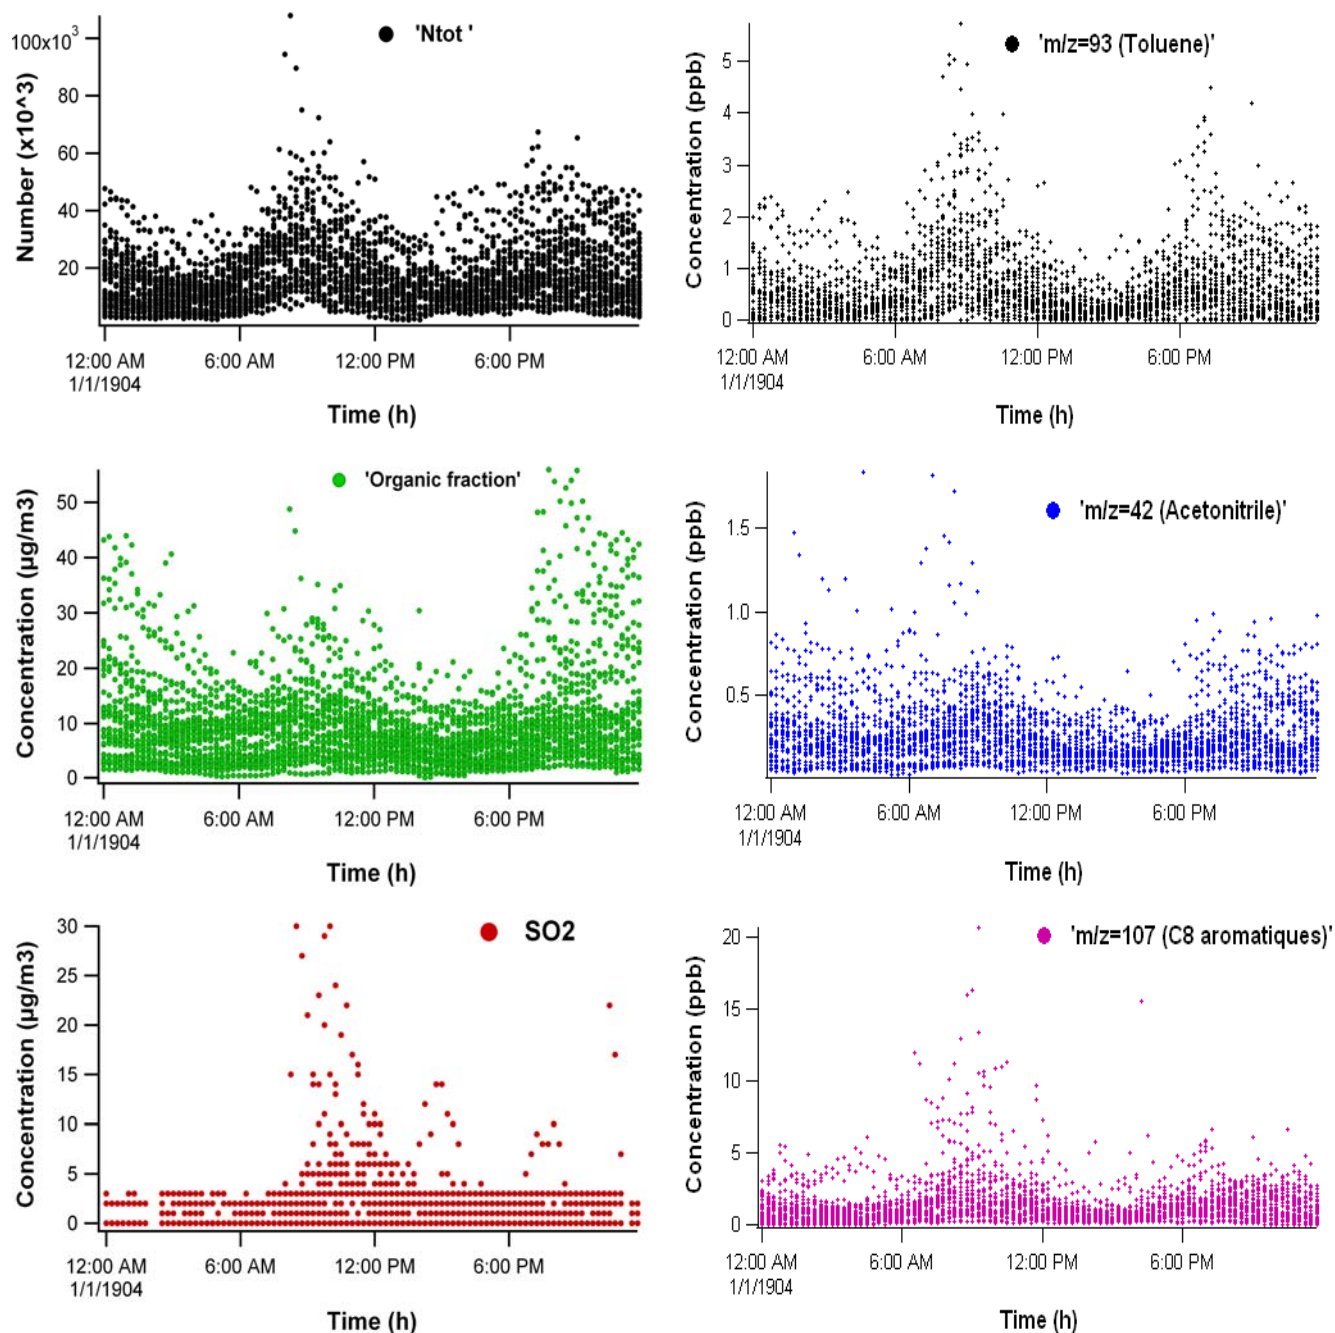 100x10^3
80
60
40
20
Number (x10^3)
'Ntot '
12:00 AM
6:00 AM
12:00 PM
6:00 PM
1/1/1904
Time (h)
5
4
3
2
1
0
Concentration (ppb)
'm/z=93 (Toluene)'
12:00 AM
6:00 AM
12:00 PM
6:00 PM
1/1/1904
Time (h)
50
40
30
20
10
0
Concentration (µg/m3)
'Organic fraction'
12:00 AM
6:00 AM
12:00 PM
6:00 PM
1/1/1904
Time (h)
1.5
1.0
0.5
Concentration (ppb)
'm/z=42 (Acetonitrile)'
12:00 AM
6:00 AM
12:00 PM
6:00 PM
1/1/1904
Time (h)
30
25
20
15
10
5
0
Concentration (µg/m3)
SO2
12:00 AM
6:00 AM
12:00 PM
6:00 PM
1/1/1904
Time (h)
20
15
10
5
0
Concentration (ppb)
'm/z=107 (C8 aromatiques)'
12:00 AM
6:00 AM
12:00 PM
6:00 PM
1/1/1904
Time (h)